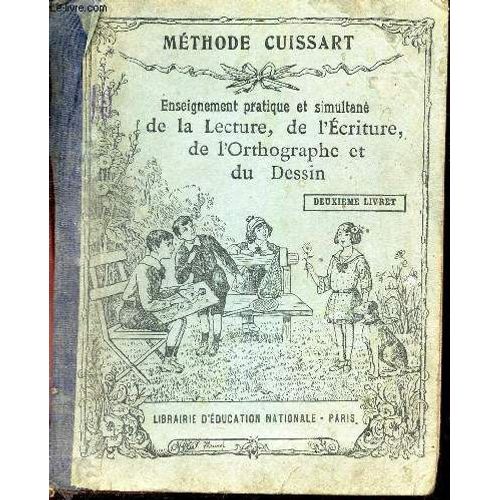 MÉTHODE CUISSART
Enseignement pratique et simultané
de la Lecture, de l'Écriture,
de l'Orthographe et
du Dessin
DEUXIEME LIVRET
LIBRAIRIE D'ÉDUCATION NATIONALE - PARIS